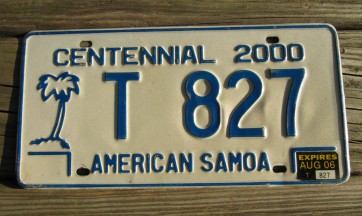 CENTENNIAL 2000
T 827
AMERICAN SAMOA
EXPIRES
AUG 06
T 827